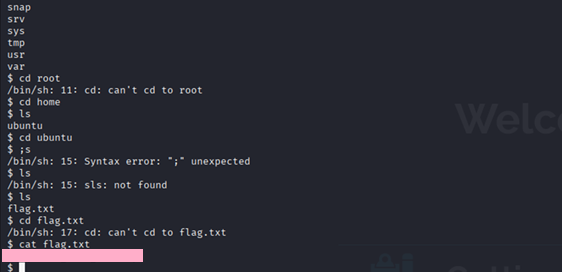 snap
srv
sys
tmp
usr
var
$ cd root
/bin/sh: 11: cd: can't cd to root
$ cd home
$ ls
ubuntu
$ cd ubuntu
$ ;s
/bin/sh: 15: Syntax error: ";" unexpected
$ ls
/bin/sh: 15: sls: not found
$ ls
flag.txt
$ cd flag.txt
/bin/sh: 17: cd: can't cd to flag.txt
$ cat flag.txt
$
Welco